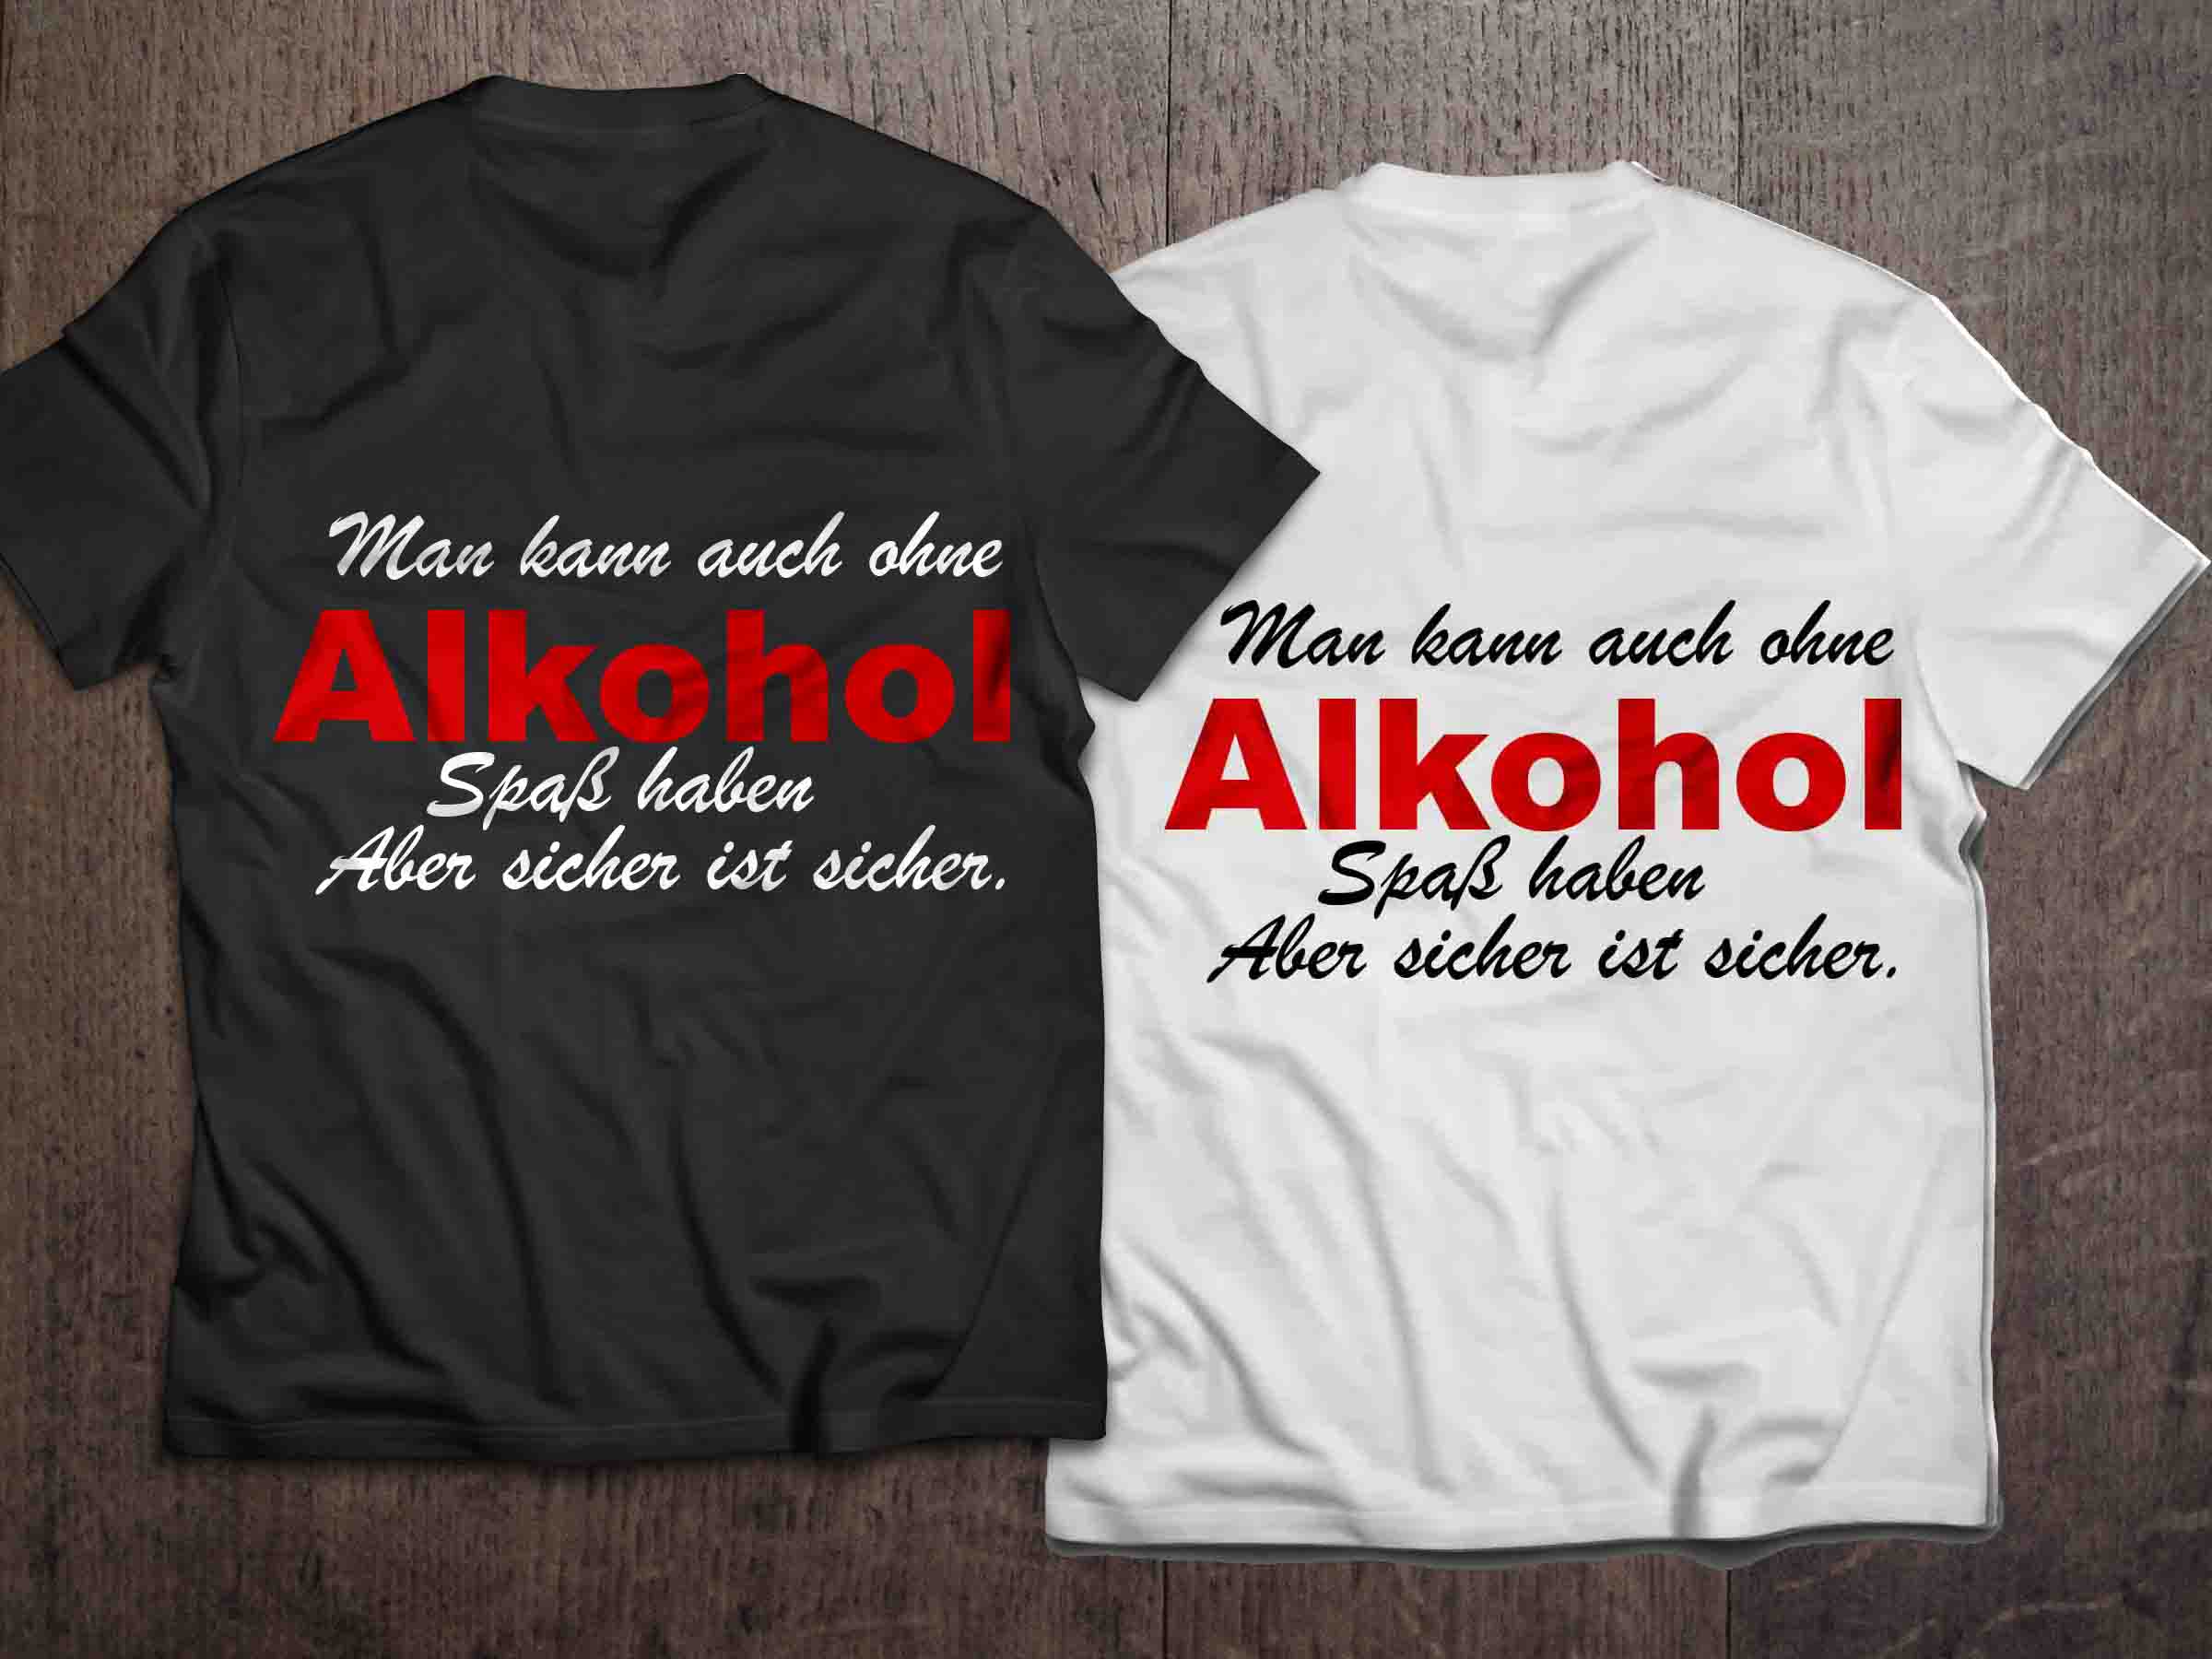 Man kann auch ohne
Alkohol
Spaß haben
Aber sicher ist sicher.
Man kann auch ohne
Alkohol
Spaß haben
Aber sicher ist sicher.